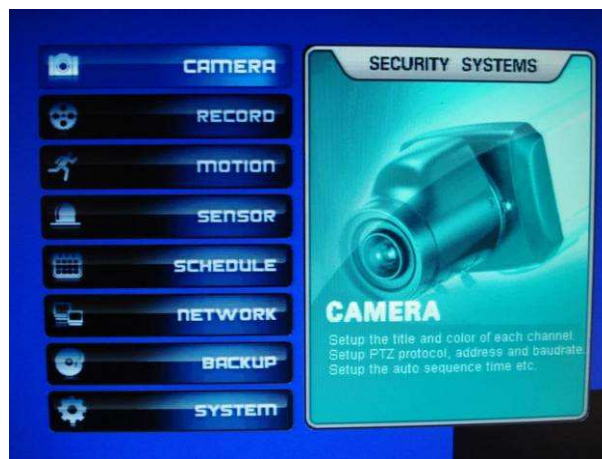 CAMERA
RECORD
MOTION
SENSOR
SCHEDULE
NETWORK
BACKUP
SYSTEM
SECURITY SYSTEMS
CAMERA
Setup the title and color of each channel.
Setup PTZ protocol, address and baudrate.
Setup the auto sequence time etc.